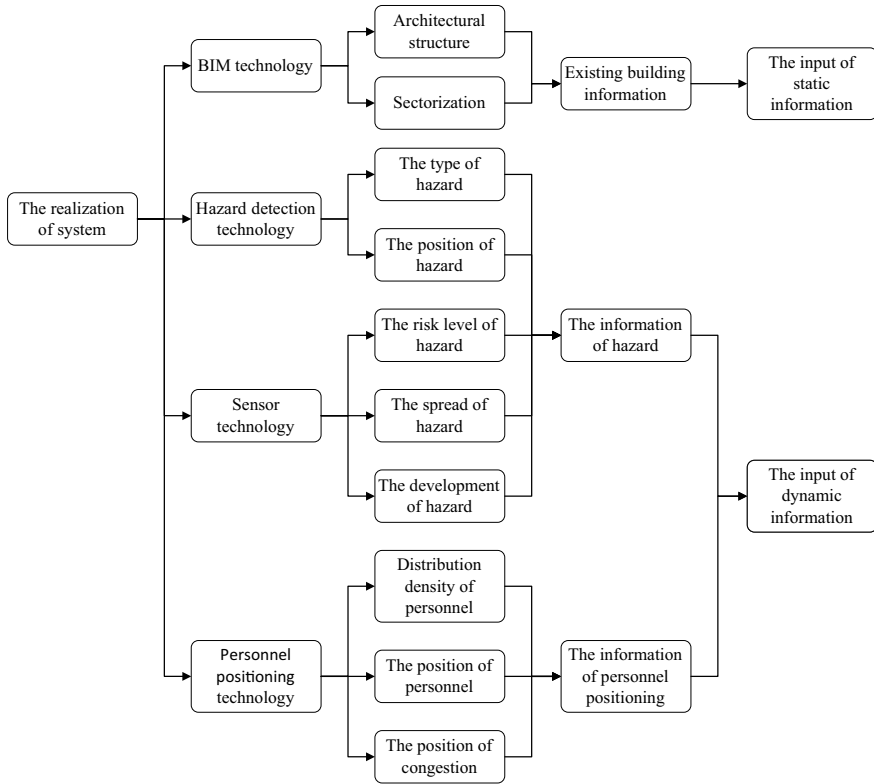 The realization
of system
BIM technology
Hazard detection
technology
Sensor
technology
Personnel
positioning
technology
Architectural
structure
Sectorization
The type of
hazard
The position of
hazard
The risk level of
hazard
The spread of
hazard
The development
of hazard
Distribution
density of
personnel
The position of
personnel
The position of
congestion
Existing building
information
The information
of hazard
The information
of personnel
positioning
The input of
static
information
The input of
dynamic
information